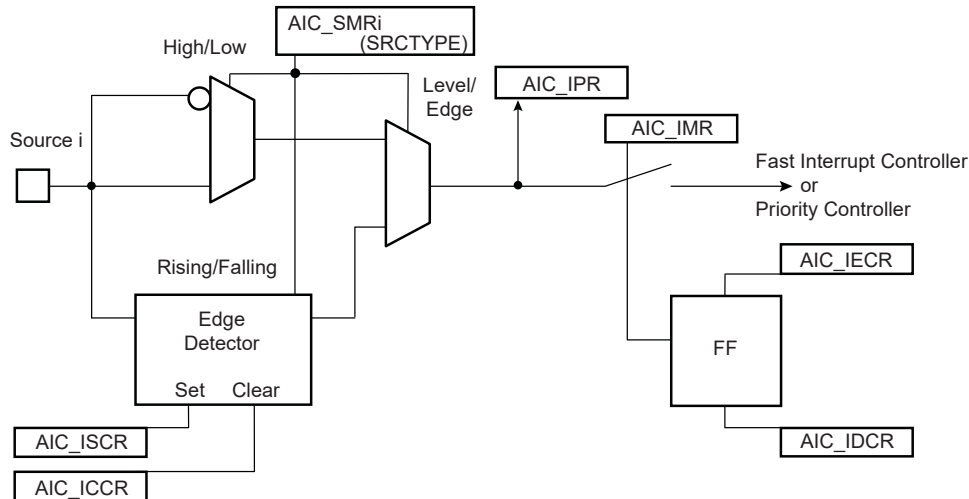 AIC_SMRi
(SRCTYPE)
High/Low
Level/
Edge
AIC_IPR
AIC_IMR
Source i
Fast Interrupt Controller
or
Priority Controller
Rising/Falling
AIC_IECR
Edge
Detector
FF
Set Clear
AIC_ISCR
AIC_IDCR
AIC_ICCR